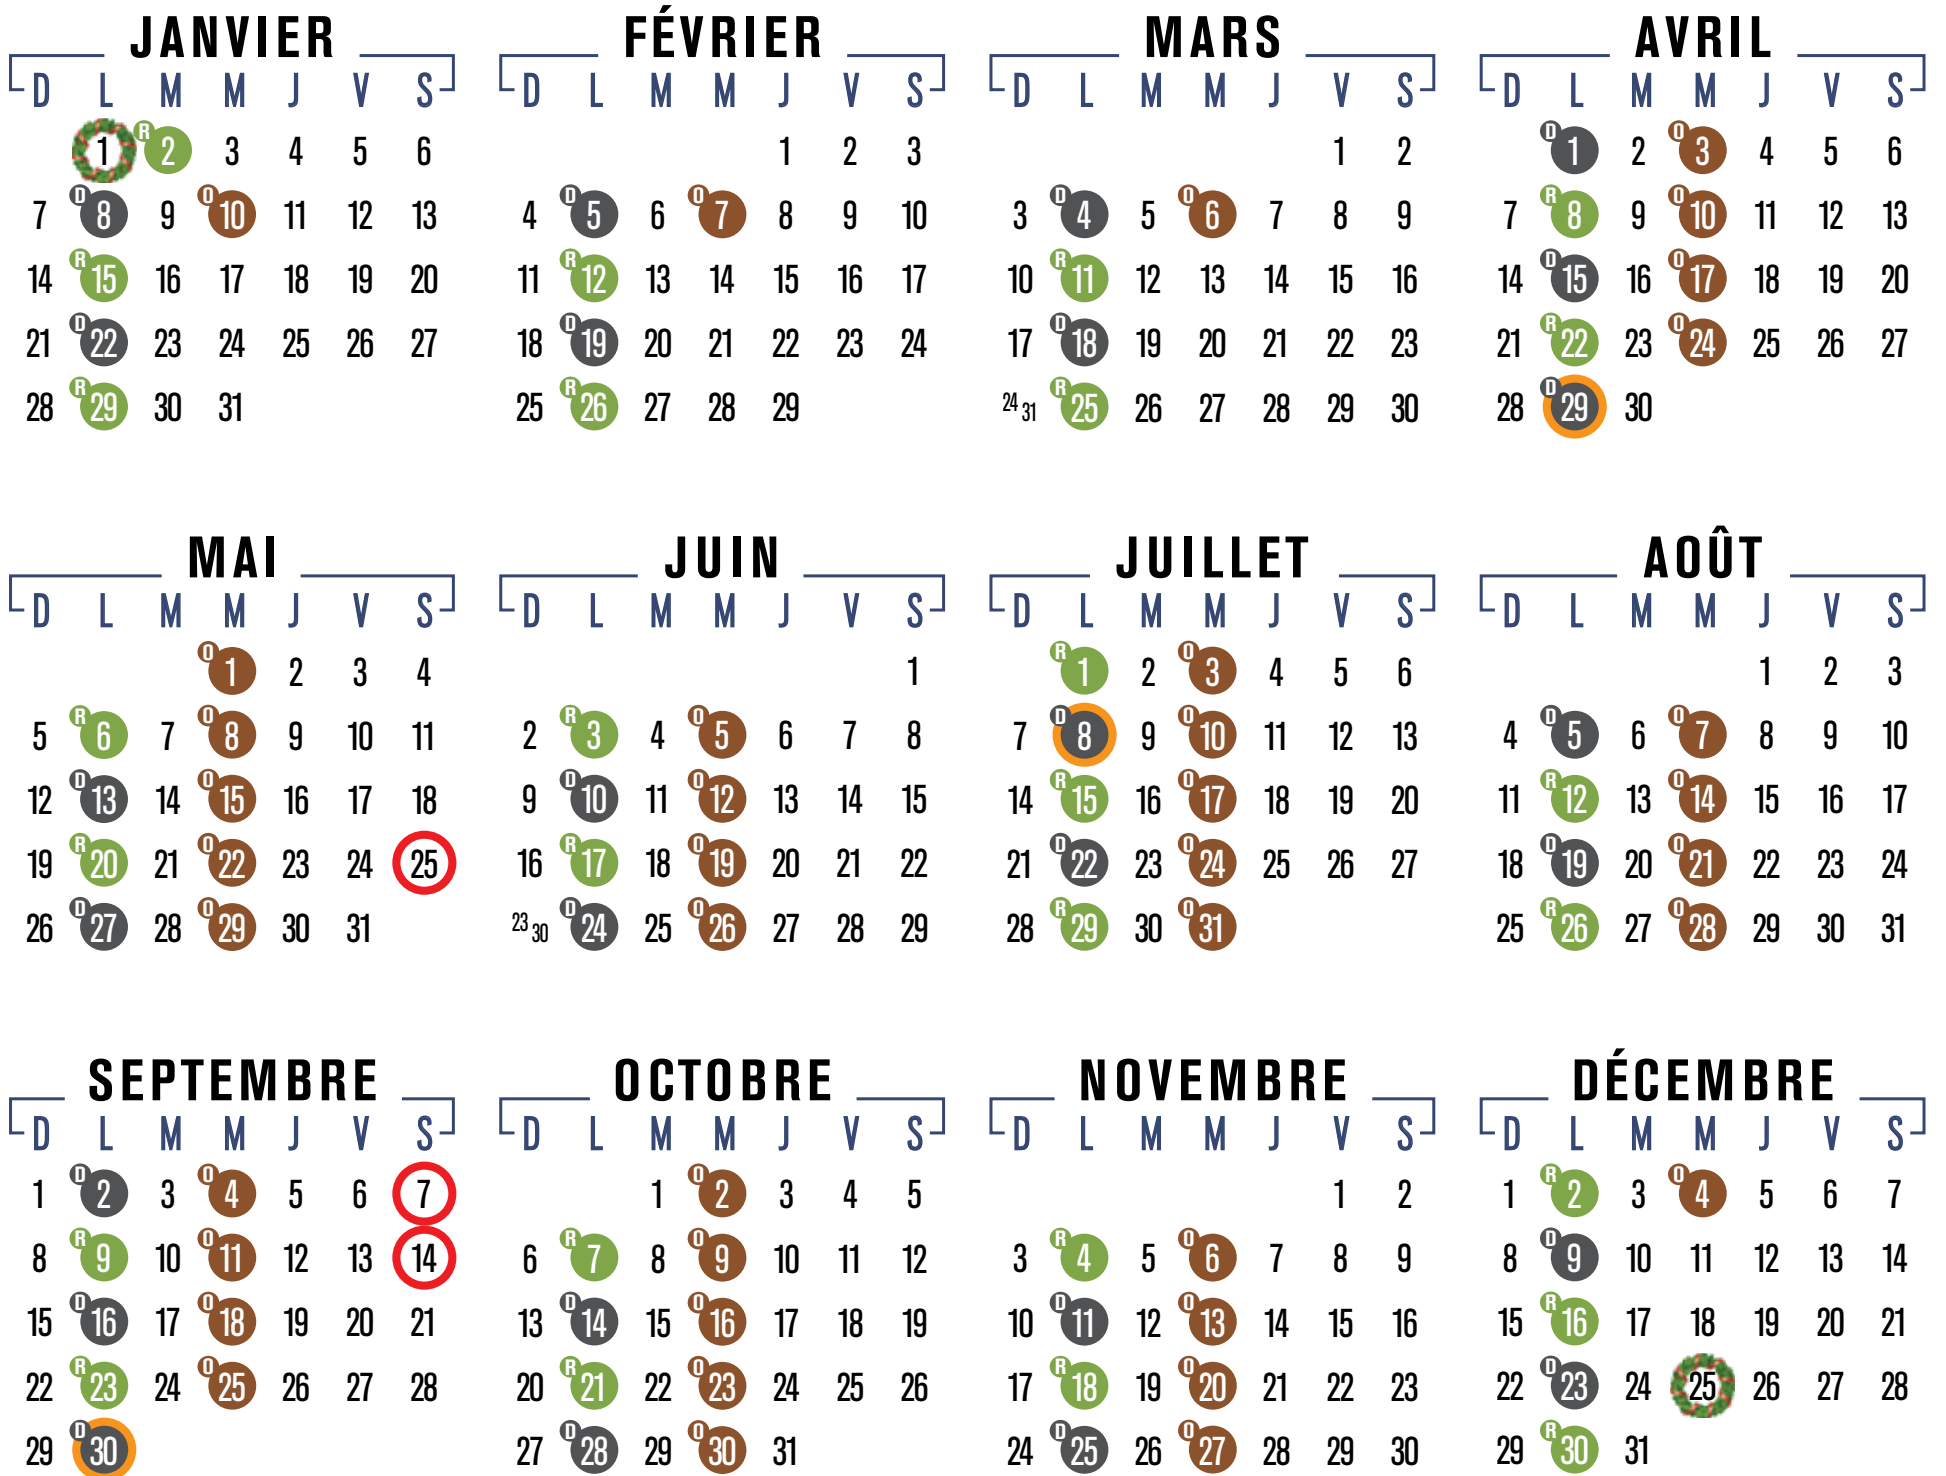 JANVIER
D L M M J V S
1 R 2 3 4 5 6
7 D 8 9 O 10 11 12 13
14 R 15 16 17 18 19 20
21 D 22 23 24 25 26 27
28 R 29 30 31
FÉVRIER
D L M M J V S
1 2 3
4 D 5 6 O 7 8 9 10
11 R 12 13 14 15 16 17
18 D 19 20 21 22 23 24
25 R 26 27 28 29
MARS
D L M M J V S
1 2
3 D 4 5 O 6 7 8 9
10 R 11 12 13 14 15 16
17 D 18 19 20 21 22 23
24 31 R 25 26 27 28 29 30
AVRIL
D L M M J V S
D 1 2 O 3 4 5 6
7 R 8 9 O 10 11 12 13
14 D 15 16 O 17 18 19 20
21 R 22 23 O 24 25 26 27
28 D 29 30
MAI
D L M M J V S
O 1 2 3 4
5 R 6 7 O 8 9 10 11
12 D 13 14 O 15 16 17 18
19 R 20 21 O 22 23 24 25
26 D 27 28 O 29 30 31
JUIN
D L M M J V S
1
2 R 3 4 O 5 6 7 8
9 D 10 11 O 12 13 14 15
16 R 17 18 O 19 20 21 22
23 30 D 24 25 O 26 27 28 29
JUILLET
D L M M J V S
R 1 2 O 3 4 5 6
7 D 8 9 O 10 11 12 13
14 R 15 16 O 17 18 19 20
21 D 22 23 O 24 25 26 27
28 R 29 30 O 31
AOÛT
D L M M J V S
1 2 3
4 D 5 6 O 7 8 9 10
11 R 12 13 O 14 15 16 17
18 D 19 20 O 21 22 23 24
25 R 26 27 O 28 29 30 31
SEPTEMBRE
D L M M J V S
1 D 2 3 O 4 5 6 7
8 R 9 10 O 11 12 13 14
15 D 16 17 O 18 19 20 21
22 R 23 24 O 25 26 27 28
29 D 30
OCTOBRE
D L M M J V S
1 O 2 3 4 5
6 R 7 8 O 9 10 11 12
13 D 14 15 O 16 17 18 19
20 R 21 22 O 23 24 25 26
27 D 28 29 O 30 31
NOVEMBRE
D L M M J V S
1 2
3 R 4 5 O 6 7 8 9
10 D 11 12 O 13 14 15 16
17 R 18 19 O 20 21 22 23
24 D 25 26 O 27 28 29 30
DÉCEMBRE
D L M M J V S
1 R 2 3 O 4 5 6 7
8 D 9 10 11 12 13 14
15 R 16 17 18 19 20 21
22 D 23 24 25 26 27 28
29 R 30 31